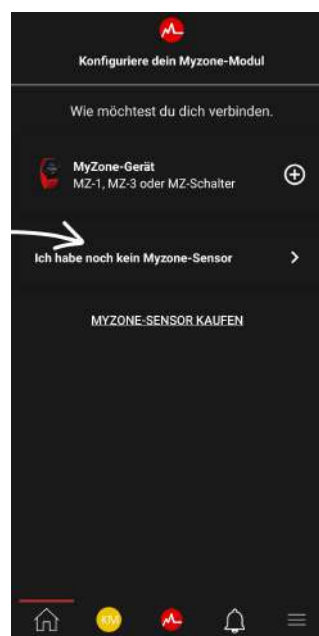 Konfiguriere dein Myzone-Modul
Wie möchtest du dich verbinden.
MyZone-Gerät
MZ-1, MZ-3 oder MZ-Schalter
Ich habe noch kein Myzone-Sensor
MYZONE-SENSOR KAUFEN
KM